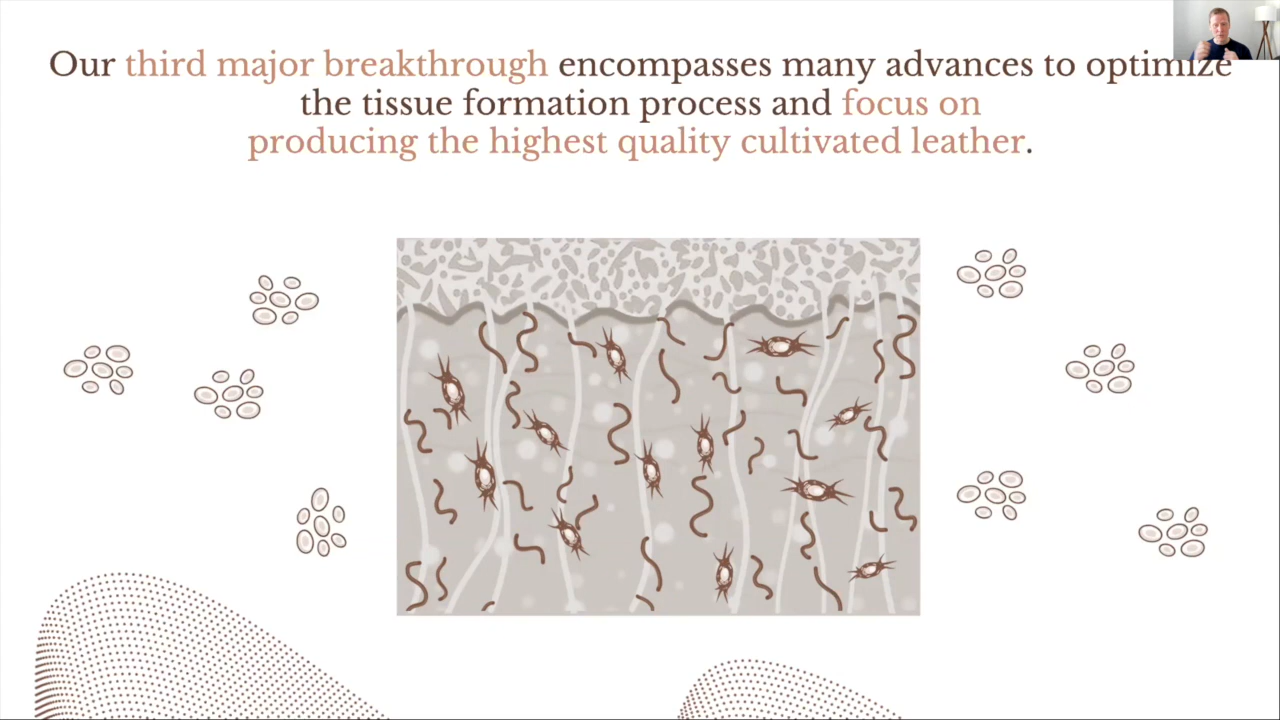 Our third major breakthrough encompasses many advances to optimize
the tissue formation process and focus on
producing the highest quality cultivated leather.